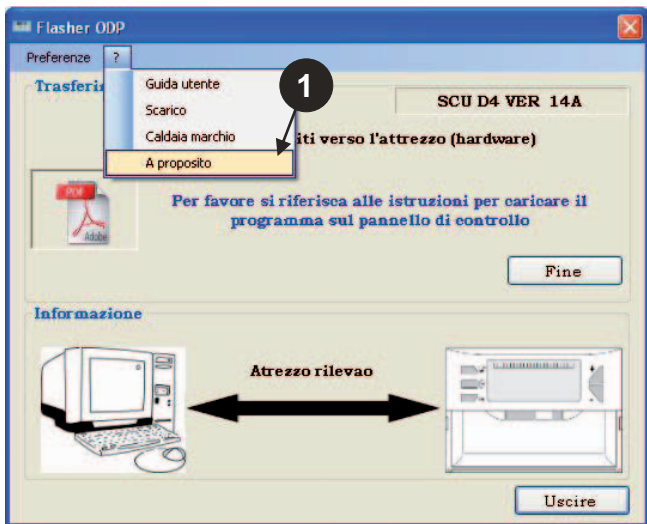 Flasher ODP
Preferenze ?
Guida utente
Scarico
Caldaia marchio
A proposito
1
SCU D4 VER 14A
verso l'attrezzo (hardware)
PDF
Adobe
Per favore si riferisca alle istruzioni per caricare il
programma sul pannello di controllo
Fine
Informazione
Atrezzo rilevao
Uscire